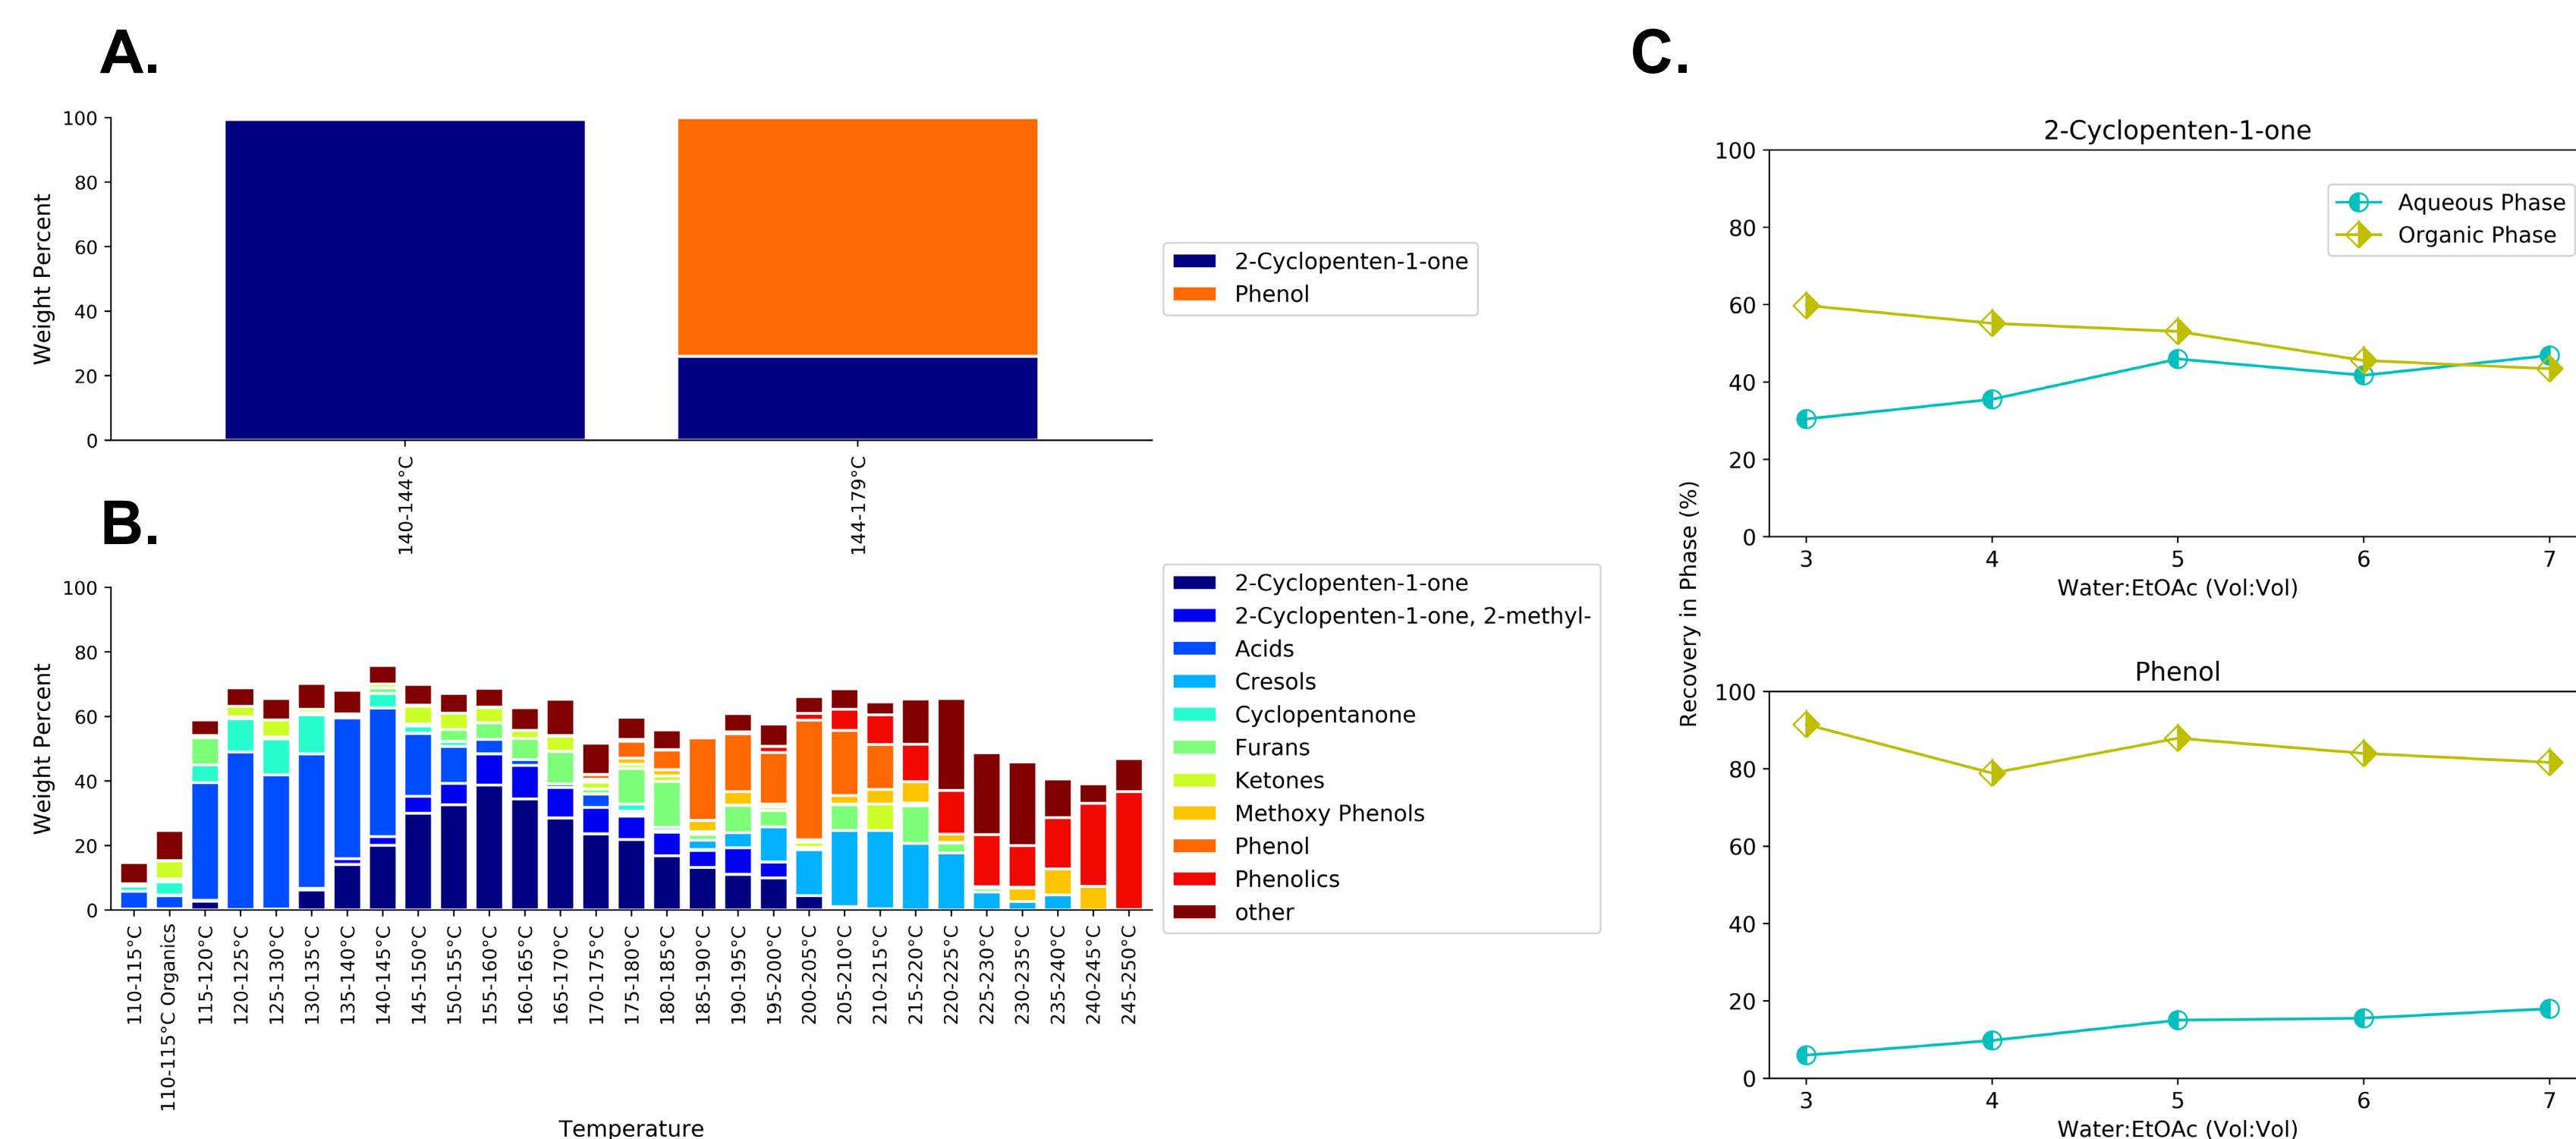 A.
Weight Percent
100
80
60
40
20
0
140-144°C
144-179°C
2-Cyclopenten-1-one
Phenol
B.
Weight Percent
100
80
60
40
20
0
110-115°C
110-115°C Organics
115-120°C
120-125°C
125-130°C
130-135°C
135-140°C
140-145°C
145-150°C
150-155°C
155-160°C
160-165°C
165-170°C
170-175°C
175-180°C
180-185°C
185-190°C
190-195°C
195-200°C
200-205°C
205-210°C
210-215°C
215-220°C
220-225°C
225-230°C
230-235°C
235-240°C
240-245°C
245-250°C
Temperature
2-Cyclopenten-1-one
2-Cyclopenten-1-one, 2-methyl-
Acids
Cresols
Cyclopentanone
Furans
Ketones
Methoxy Phenols
Phenol
Phenolics
other
C.
Recovery in Phase (%)
2-Cyclopenten-1-one
100
80
60
40
20
0
Aqueous Phase
Organic Phase
3 4 5 6 7
Water:EtOAc (Vol:Vol)
Phenol
100
80
60
40
20
0
3 4 5 6 7
Water:EtOAc (Vol:Vol)